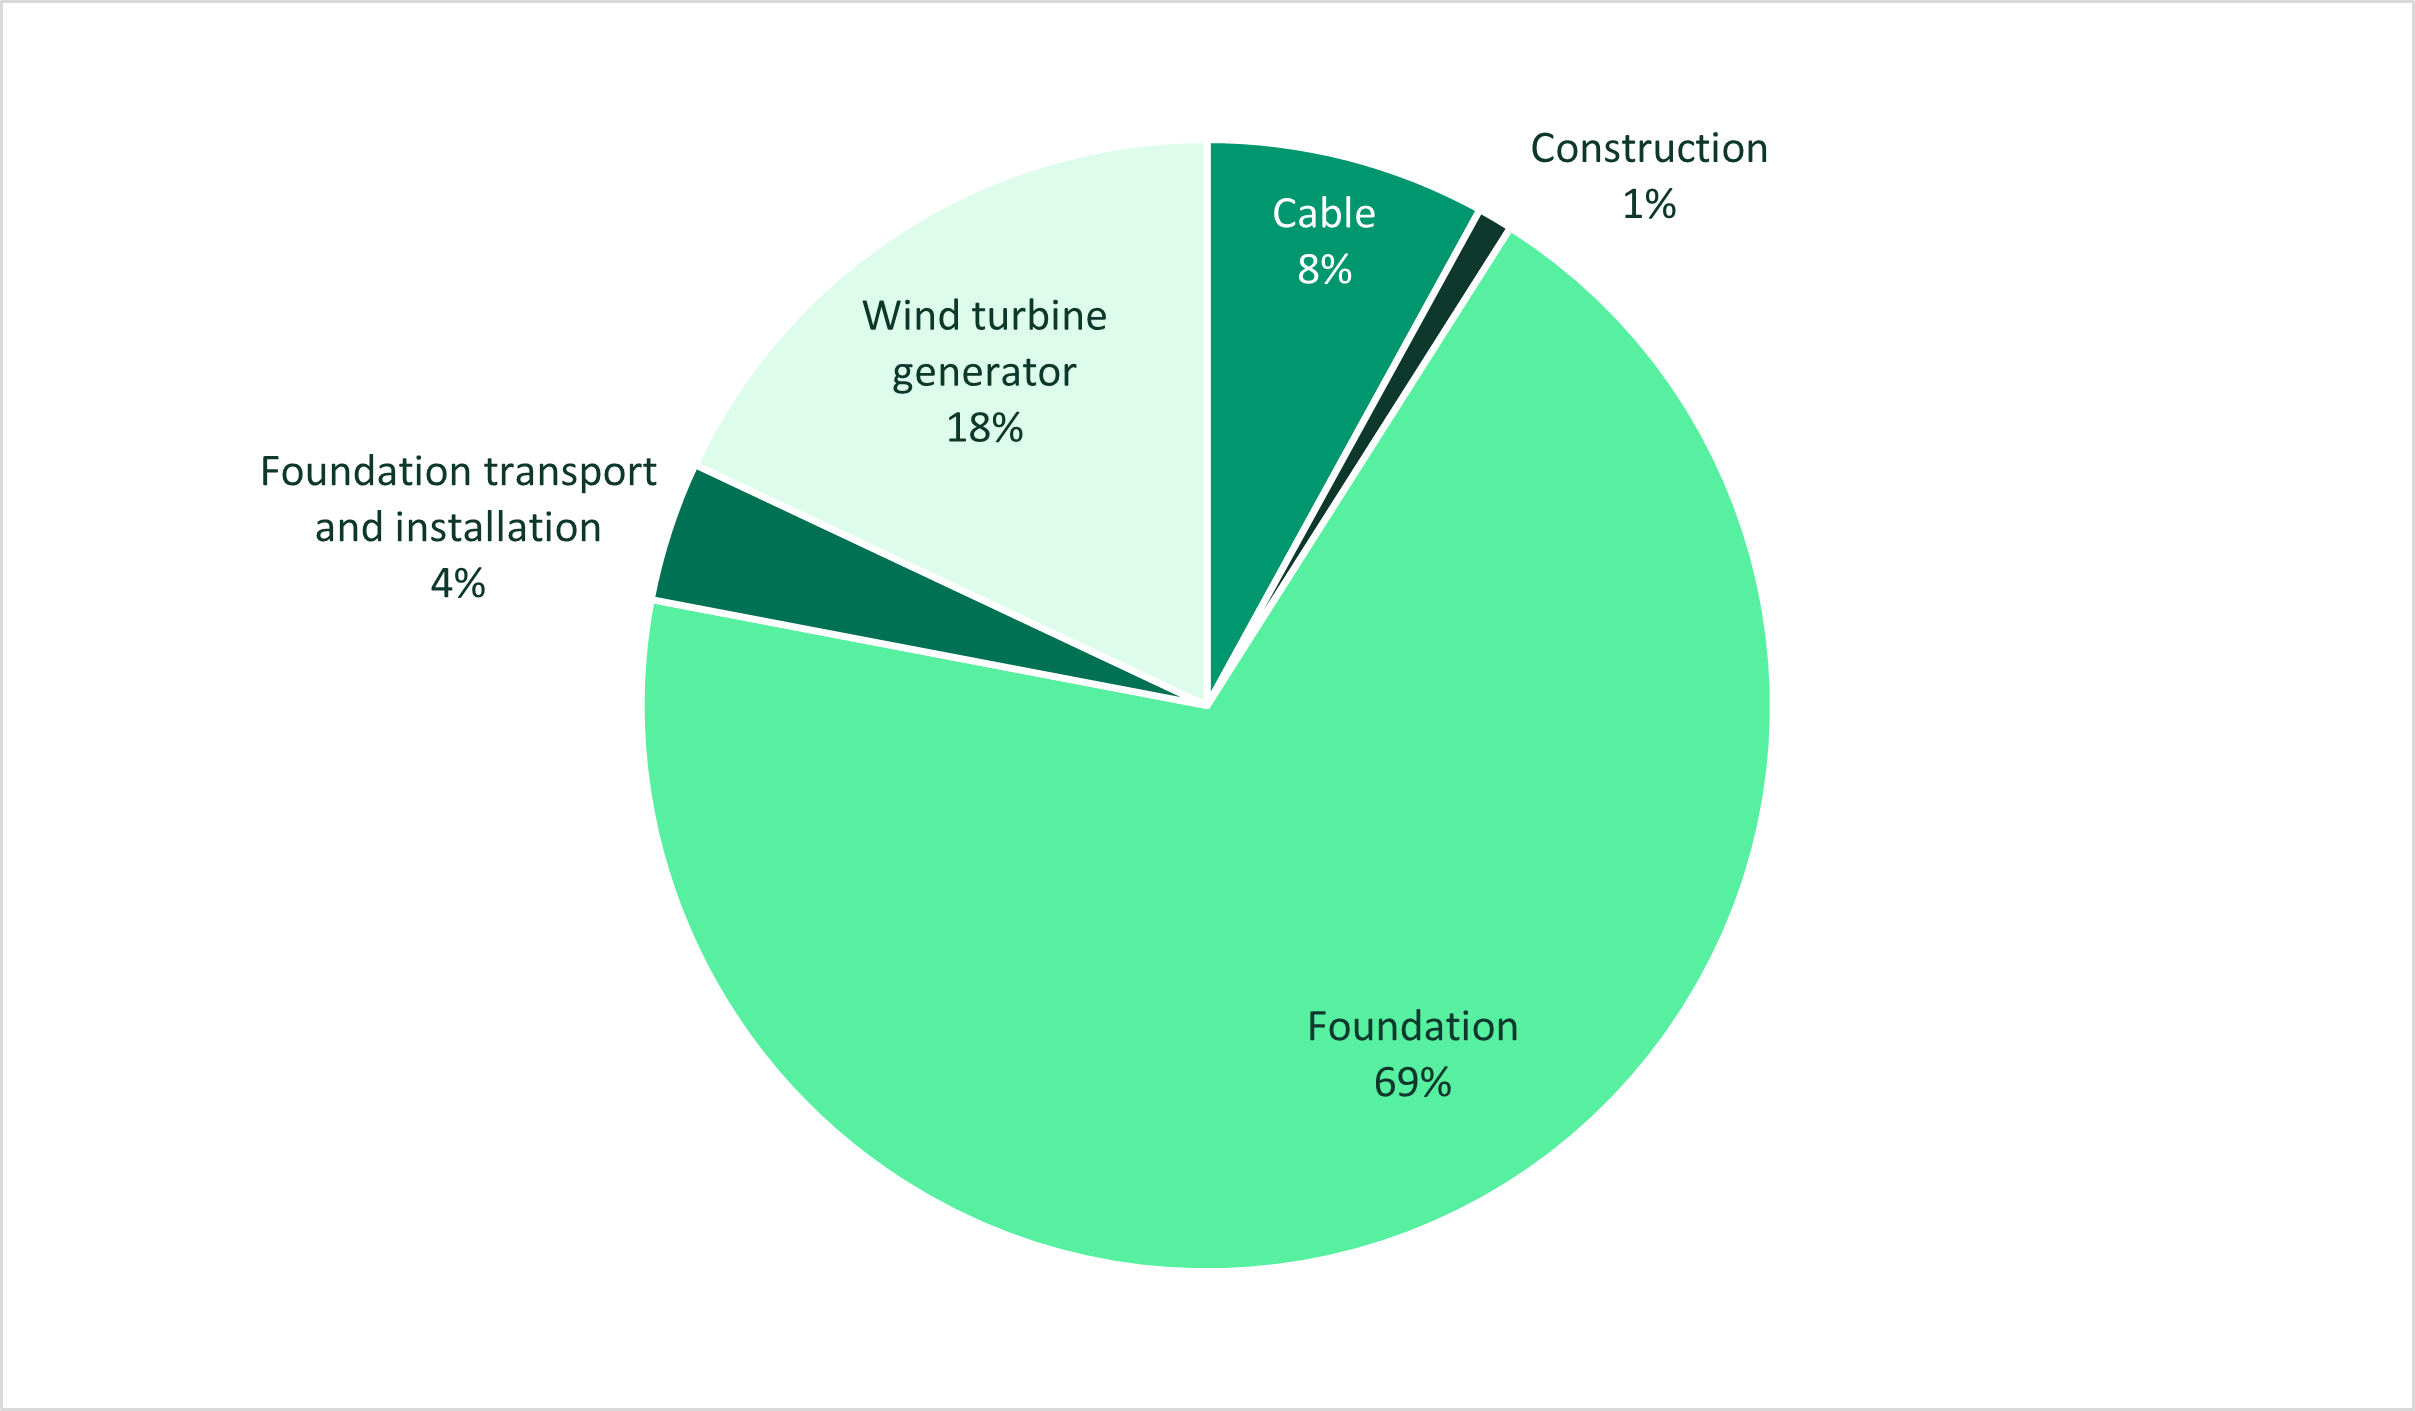 Construction
1%
Cable
8%
Wind turbine
generator
18%
Foundation transport
and installation
4%
Foundation
69%